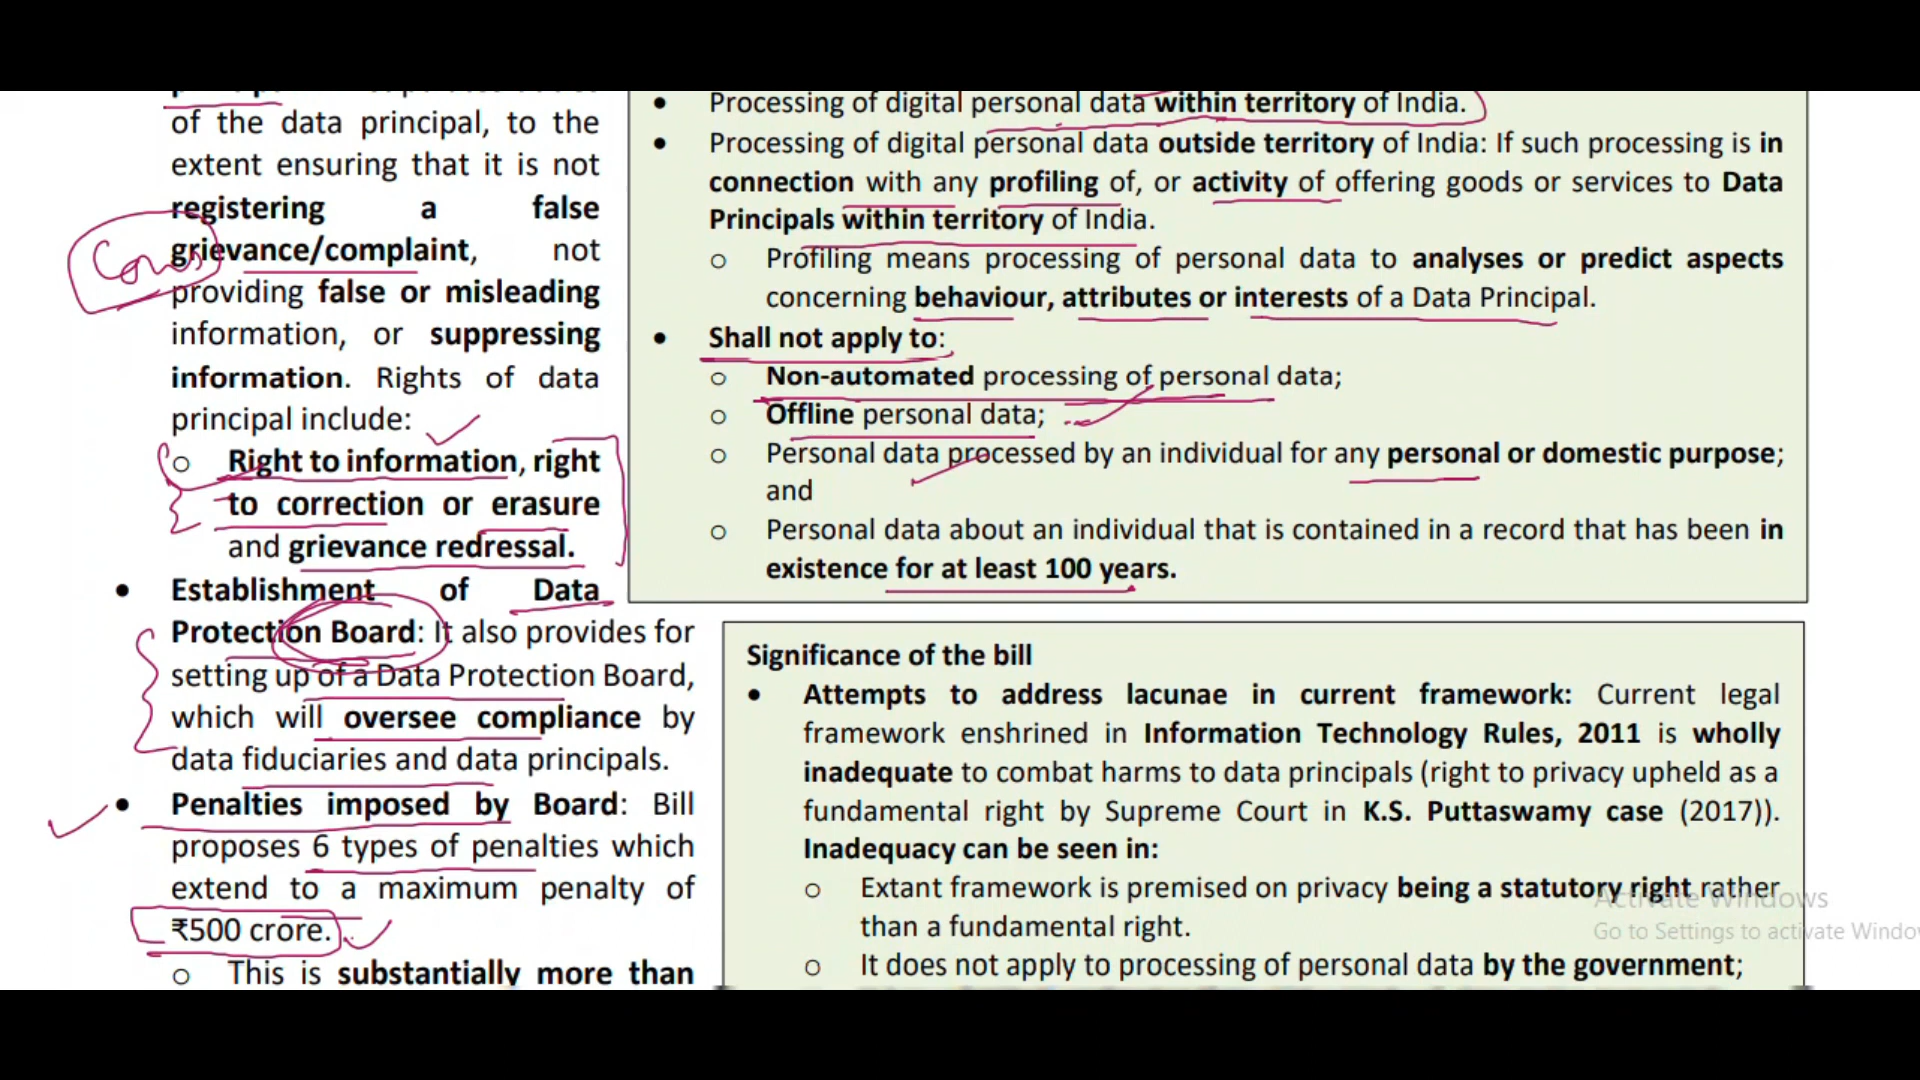 of the data principal, to the
extent ensuring that it is not
registering a false
grievance/complaint, not
providing false or misleading
information, or suppressing
information. Rights of data
principal include:
o Right to information, right
to correction or erasure
and grievance redressal.
• Establishment of Data
Protection Board: It also provides for
setting up of a Data Protection Board,
which will oversee compliance by
data fiduciaries and data principals.
• Penalties imposed by Board: Bill
proposes 6 types of penalties which
extend to a maximum penalty of
₹500 crore.
o This is substantially more than
• Processing of digital personal data within territory of India.
• Processing of digital personal data outside territory of India: If such processing is in
connection with any profiling of, or activity of offering goods or services to Data
Principals within territory of India.
o Profiling means processing of personal data to analyses or predict aspects
concerning behaviour, attributes or interests of a Data Principal.
• Shall not apply to:
o Non-automated processing of personal data;
o Offline personal data;
o Personal data processed by an individual for any personal or domestic purpose;
and
o Personal data about an individual that is contained in a record that has been in
existence for at least 100 years.
Significance of the bill
• Attempts to address lacunae in current framework: Current legal
framework enshrined in Information Technology Rules, 2011 is wholly
inadequate to combat harms to data principals (right to privacy upheld as a
fundamental right by Supreme Court in K.S. Puttaswamy case (2017)).
Inadequacy can be seen in:
o Extant framework is premised on privacy being a statutory right rather
than a fundamental right.
o It does not apply to processing of personal data by the government;
Activate Windows
Go to Settings to activate Windo